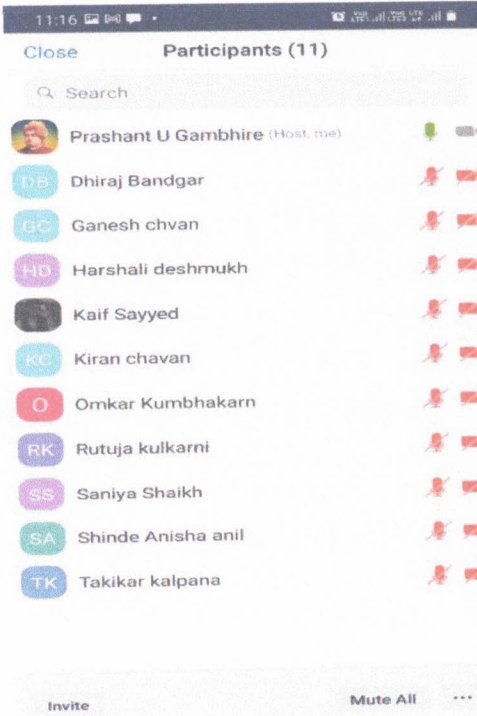 11:16
Close Participants (11)
Search
Prashant U Gambhire (Host, me)
DB Dhiraj Bandgar
GC Ganesh chvan
HD Harshali deshmukh
Kaif Sayyed
KC Kiran chavan
O Omkar Kumbhakarn
RK Rutuja kulkarni
SS Saniya Shaikh
SA Shinde Anisha anil
TK Takikar kalpana
Invite Mute All ...